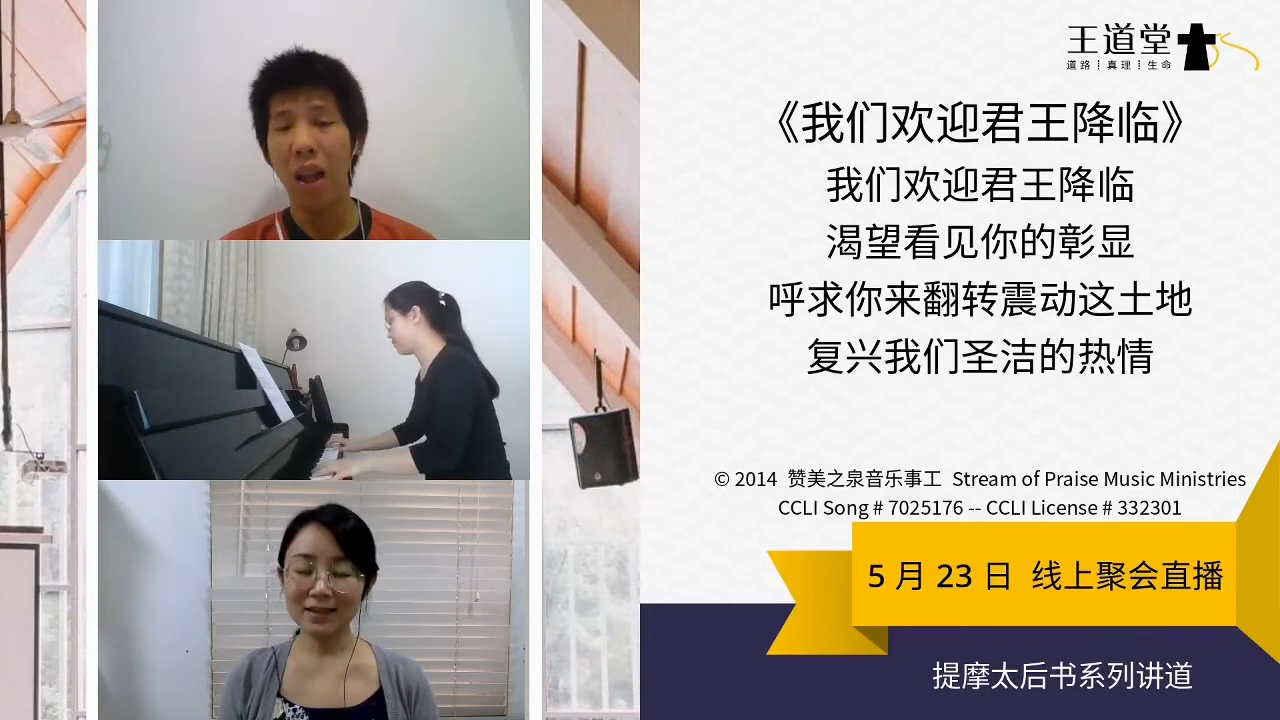 王道堂
道路┊真理┊生命
《我们欢迎君王降临》
我们欢迎君王降临
渴望看见你的彰显
呼求你来翻转震动这土地
复兴我们圣洁的热情
© 2014 赞美之泉音乐事工 Stream of Praise Music Ministries
CCLI Song # 7025176 -- CCLI License # 332301
5 月 23 日 线上聚会直播
提摩太后书系列讲道